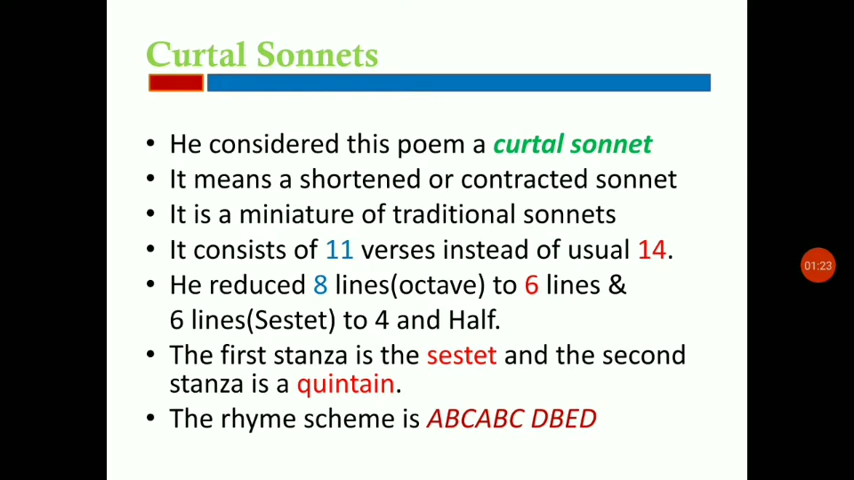 Curtal Sonnets
• He considered this poem a curtal sonnet
• It means a shortened or contracted sonnet
• It is a miniature of traditional sonnets
• It consists of 11 verses instead of usual 14.
• He reduced 8 lines(octave) to 6 lines &
6 lines(Sestet) to 4 and Half.
• The first stanza is the sestet and the second
stanza is a quintain.
• The rhyme scheme is ABCABC DBED
01:23